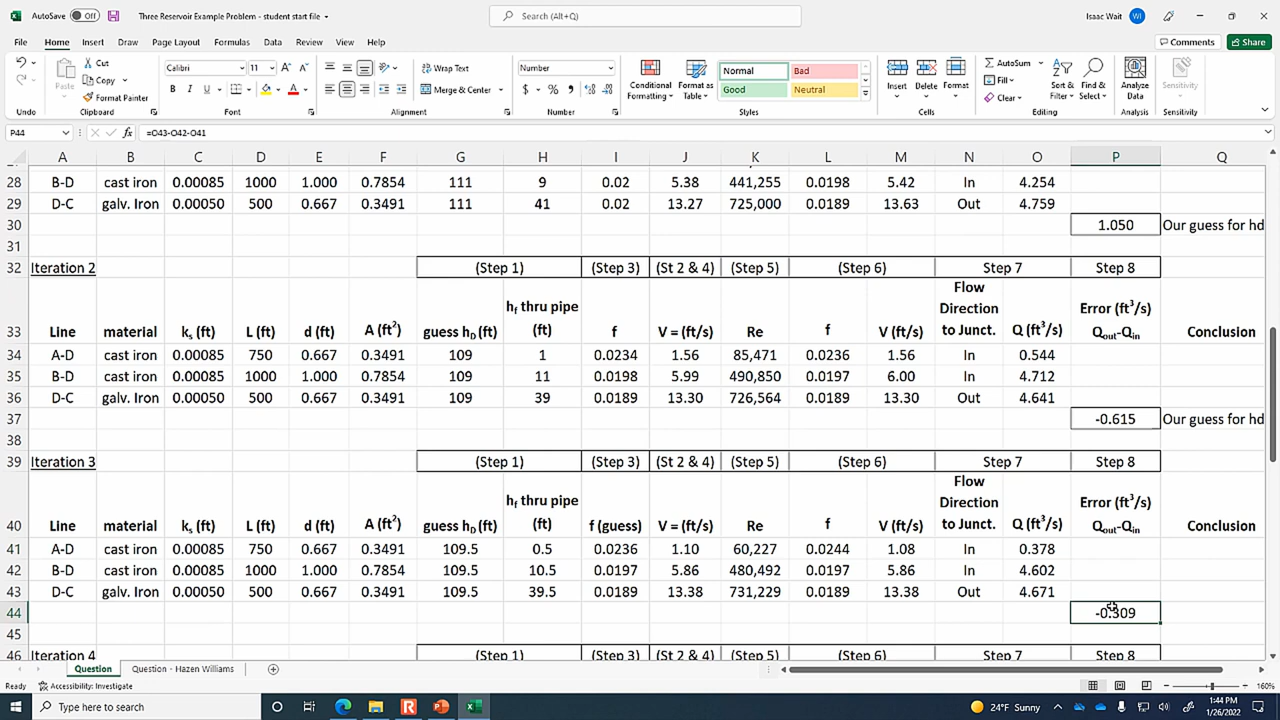 AutoSave Off Three Reservoir Example Problem - student start file Search (Alt+Q) Isaac Wait WI
File Home Insert Draw Page Layout Formulas Data Review View Help Comments Share
Cut Calibri 11 Wrap Text Number Normal Bad AutoSum
Copy Fill
Paste Format Painter B I U A Merge & Center $ % Conditional Formatting Format as Table Good Neutral Insert Delete Format Clear Sort & Filter Find & Select Analyze Data Sensitivity
Undo Clipboard Font Alignment Number Styles Cells Editing Analysis Sensitivity
P44 fx =O43-O42-O41
A B C D E F G H I J K L M N O P Q
28 B-D cast iron 0.00085 1000 1.000 0.7854 111 9 0.02 5.38 441,255 0.0198 5.42 In 4.254
29 D-C galv. Iron 0.00050 500 0.667 0.3491 111 41 0.02 13.27 725,000 0.0189 13.63 Out 4.759
30 1.050 Our guess for hd
31
32 Iteration 2 (Step 1) (Step 3) (St 2 & 4) (Step 5) (Step 6) Step 7 Step 8
33 Line material ks (ft) L (ft) d (ft) A (ft2) guess hD (ft) hf thru pipe (ft) f V = (ft/s) Re f V (ft/s) Flow Direction to Junct. Q (ft3/s) Error (ft3/s) Qout-Qin Conclusion
34 A-D cast iron 0.00085 750 0.667 0.3491 109 1 0.0234 1.56 85,471 0.0236 1.56 In 0.544
35 B-D cast iron 0.00085 1000 1.000 0.7854 109 11 0.0198 5.99 490,850 0.0197 6.00 In 4.712
36 D-C galv. Iron 0.00050 500 0.667 0.3491 109 39 0.0189 13.30 726,564 0.0189 13.30 Out 4.641
37 -0.615 Our guess for hd
38
39 Iteration 3 (Step 1) (Step 3) (St 2 & 4) (Step 5) (Step 6) Step 7 Step 8
40 Line material ks (ft) L (ft) d (ft) A (ft2) guess hD (ft) hf thru pipe (ft) f (guess) V = (ft/s) Re f V (ft/s) Flow Direction to Junct. Q (ft3/s) Error (ft3/s) Qout-Qin Conclusion
41 A-D cast iron 0.00085 750 0.667 0.3491 109.5 0.5 0.0236 1.10 60,227 0.0244 1.08 In 0.378
42 B-D cast iron 0.00085 1000 1.000 0.7854 109.5 10.5 0.0197 5.86 480,492 0.0197 5.86 In 4.602
43 D-C galv. Iron 0.00050 500 0.667 0.3491 109.5 39.5 0.0189 13.38 731,229 0.0189 13.38 Out 4.671
44 -0.309
45
46 Iteration 4 (Step 1) (Step 3) (St 2 & 4) (Step 5) (Step 6) Step 7 Step 8
Question Question - Hazen Williams
Ready Accessibility: Investigate 160%
Type here to search 24°F Sunny 1:44 PM
1/26/2022